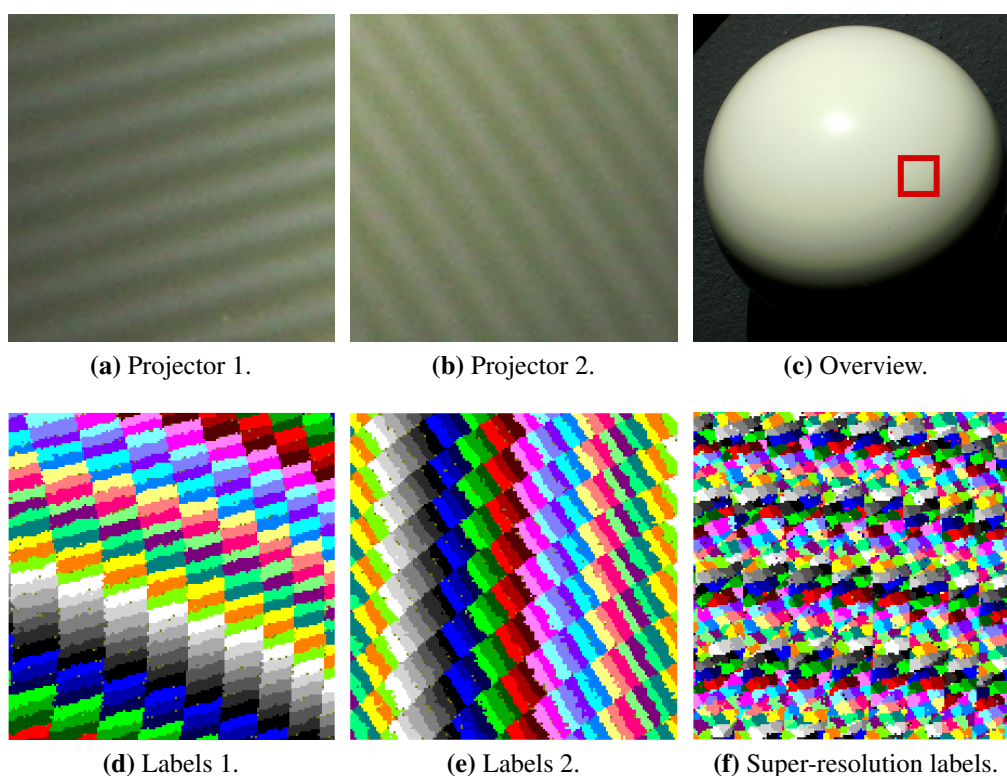 (a) Projector 1.
(b) Projector 2.
(c) Overview.
(d) Labels 1.
(e) Labels 2.
(f) Super-resolution labels.